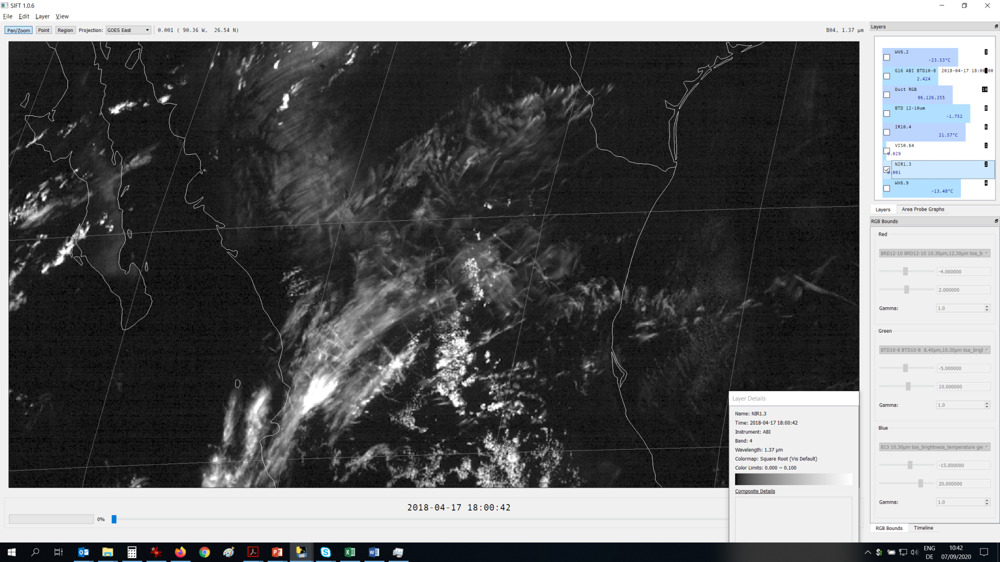 SIFT 1.0.6
File Edit Layer View
Pan/Zoom Point Region Projection: GOES East 0.001 ( 90.36 W, 26.54 N) B04, 1.37 µm
Layers
WV6.2 3
-23.53°C
G16 ABI BTD10-8 2018-04-17 18:00 00
2.424
Dust RGB 10
96,126,255
BTD 12-10um 8
-1.752
IR10.4 6
21.57°C
VIS0.64 1
0.029
NIR1.3 2
0.001
WV6.9 4
-13.48°C
Layers Area Probe Graphs
RGB Bounds
Red
BRD12-10 BRD12-10 10.30µm,12.30µm toa_b
-4.000000
2.000000
Gamma: 1.0
Green
BTD10-8 BTD10-8 8.40µm,10.30µm toa_brigl
-5.000000
10.000000
Gamma: 1.0
Blue
B13 10.30µm toa_brightness_temperature geo
-15.000000
20.000000
Gamma: 1.0
RGB Bounds Timeline
Layer Details
Name: NIR1.3
Time: 2018-04-17 18:00:42
Instrument: ABI
Band: 4
Wavelength: 1.37 µm
Colormap: Square Root (Vis Default)
Color Limits: 0.000 ~ 0.100
Composite Details
2018-04-17 18:00:42
0%
ENG
DE
10:42
07/09/2020